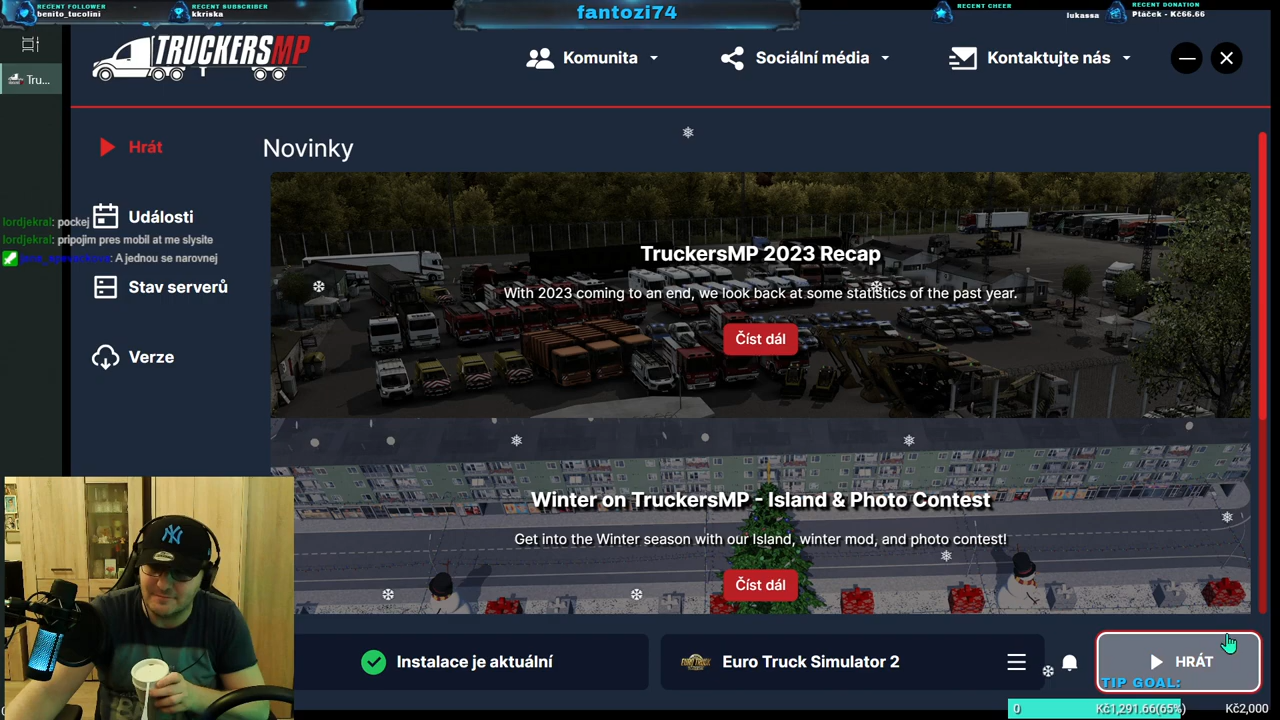 RECENT FOLLOWER
benito_tucolini
RECENT SUBSCRIBER
kkriska
fantozi74
RECENT CHEER
lukassa
RECENT DONATION
Ptáček - Kč66.66
Tru...
TRUCKERSMP
Komunita
Sociální média
Kontaktujte nás
Hrát
Události
Stav serverů
Verze
lordjekral: pockej
lordjekral: pripojim pres mobil at me slysite
: A jednou se narovnej
Novinky
TruckersMP 2023 Recap
With 2023 coming to an end, we look back at some statistics of the past year.
Číst dál
Winter on TruckersMP - Island & Photo Contest
Get into the Winter season with our Island, winter mod, and photo contest!
Číst dál
Instalace je aktuální
Euro Truck Simulator 2
HRÁT
TIP GOAL:
0
Kč1,291.66(65%)
Kč2,000
NY